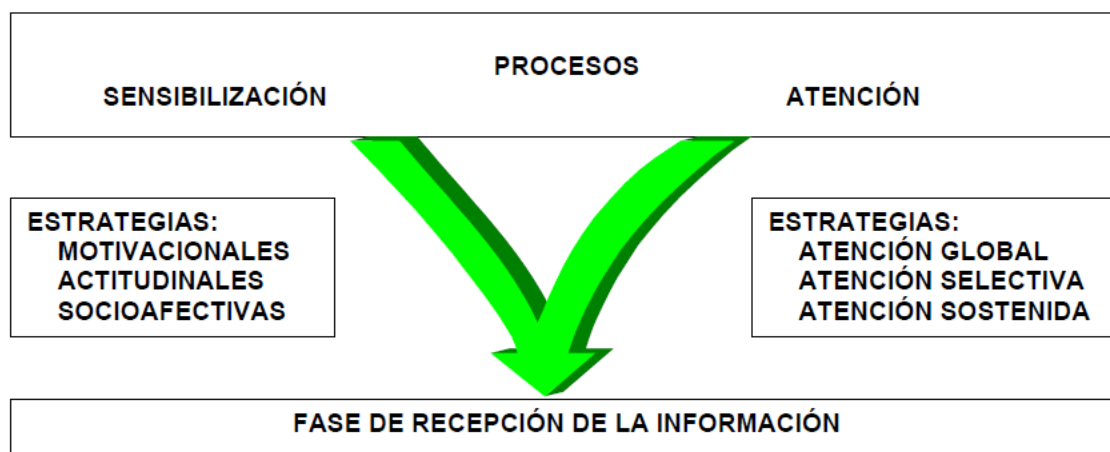 PROCESOS
SENSIBILIZACIÓN ATENCIÓN
ESTRATEGIAS:
MOTIVACIONALES
ACTITUDINALES
SOCIOAFECTIVAS
ESTRATEGIAS:
ATENCIÓN GLOBAL
ATENCIÓN SELECTIVA
ATENCIÓN SOSTENIDA
FASE DE RECEPCIÓN DE LA INFORMACIÓN